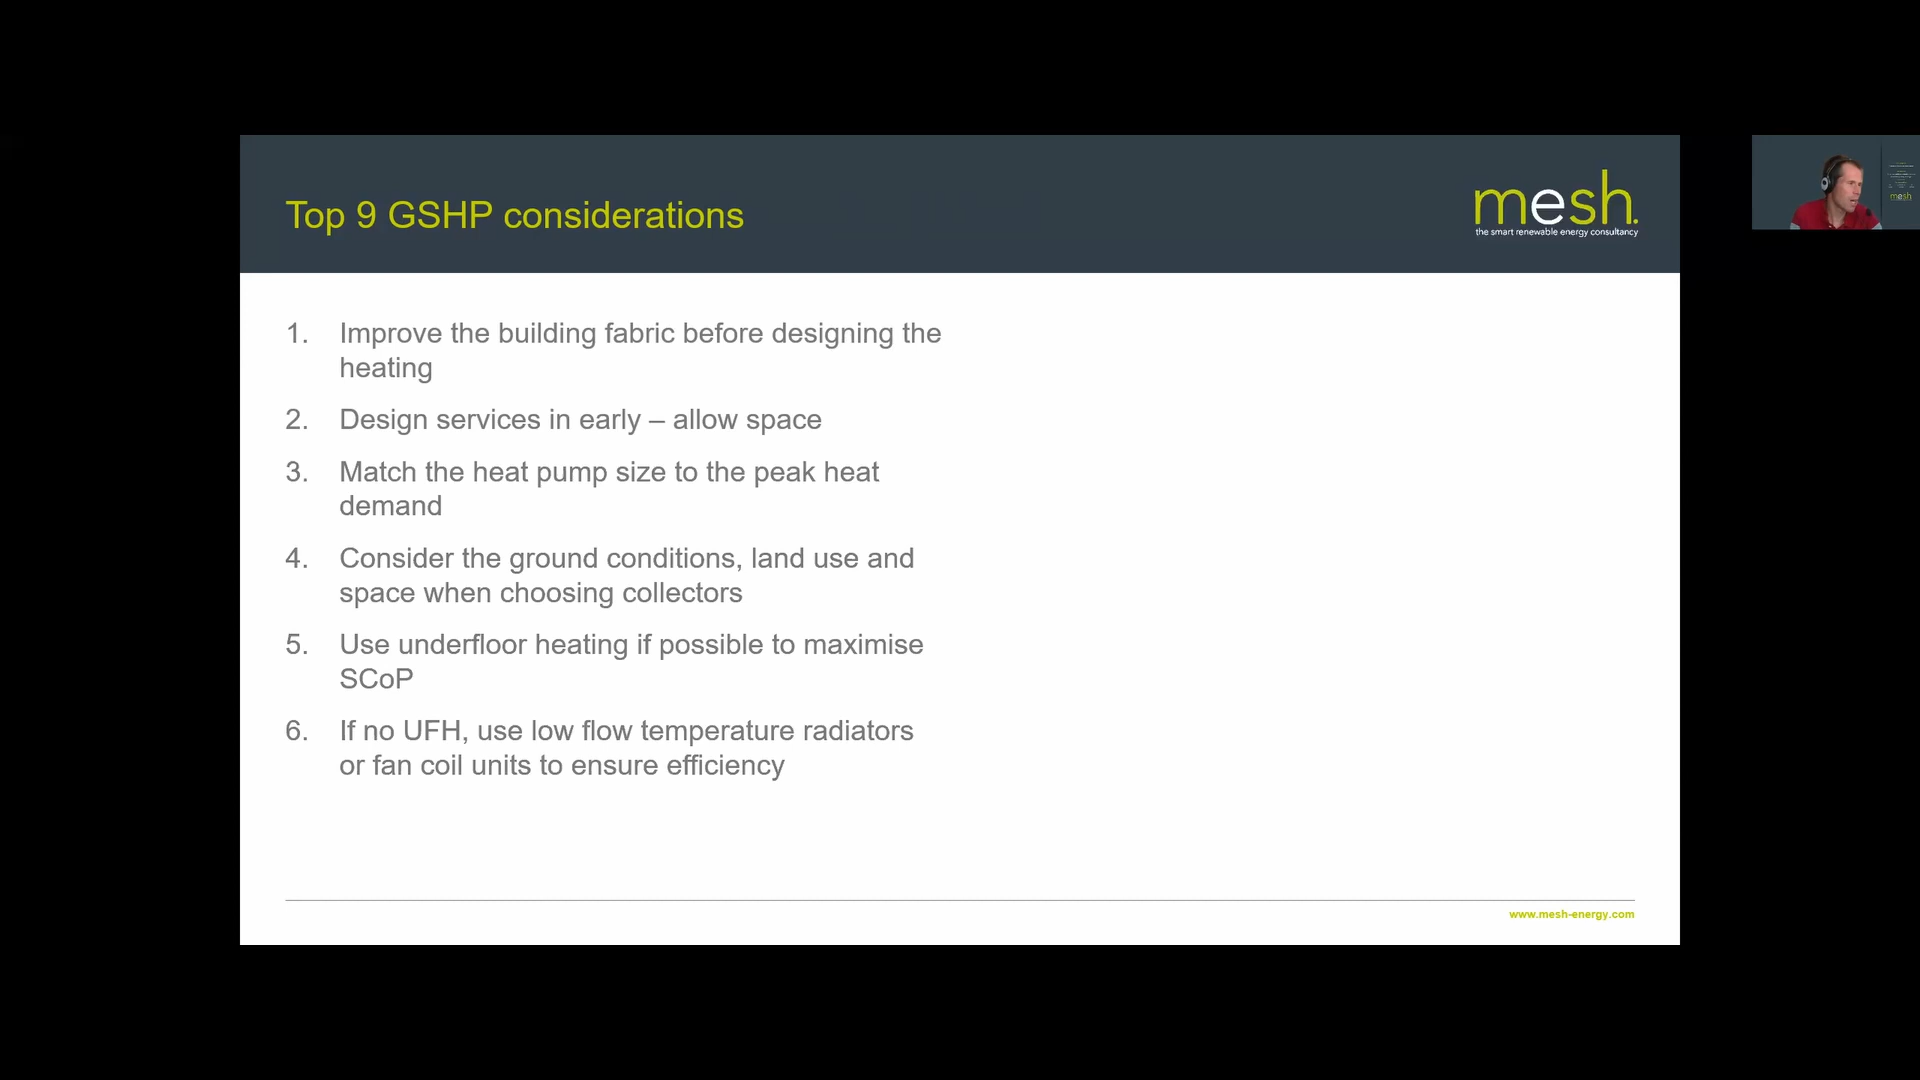 Top 9 GSHP considerations
mesh.
the smart renewable energy consultancy
1. Improve the building fabric before designing the
heating
2. Design services in early – allow space
3. Match the heat pump size to the peak heat
demand
4. Consider the ground conditions, land use and
space when choosing collectors
5. Use underfloor heating if possible to maximise
SCoP
6. If no UFH, use low flow temperature radiators
or fan coil units to ensure efficiency
www.mesh-energy.com
mesh